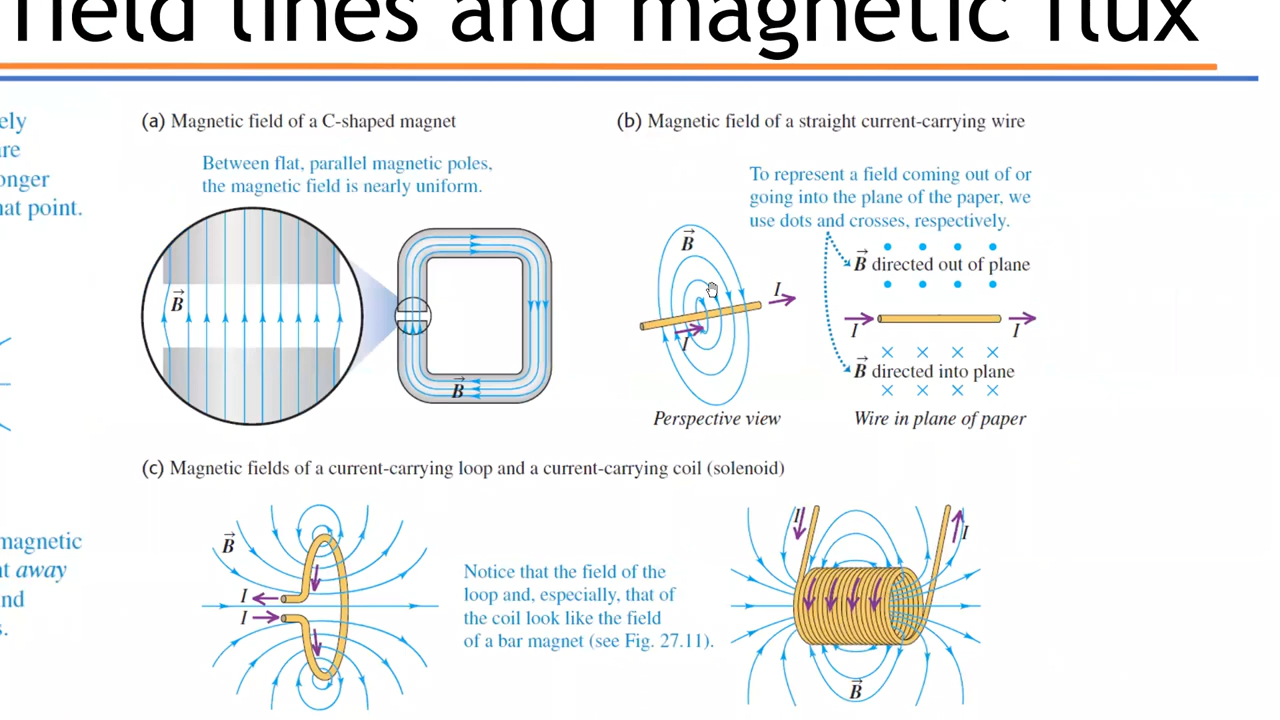 field lines and magnetic flux
ely
are
onger
hat point.
(a) Magnetic field of a C-shaped magnet
Between flat, parallel magnetic poles,
the magnetic field is nearly uniform.
B
B
(b) Magnetic field of a straight current-carrying wire
To represent a field coming out of or
going into the plane of the paper, we
use dots and crosses, respectively.
B
I
I
Perspective view
B directed out of plane
I
I
B directed into plane
Wire in plane of paper
(c) Magnetic fields of a current-carrying loop and a current-carrying coil (solenoid)
magnetic
nt away
nd
s.
B
I
I
Notice that the field of the
loop and, especially, that of
the coil look like the field
of a bar magnet (see Fig. 27.11).
I
I
B